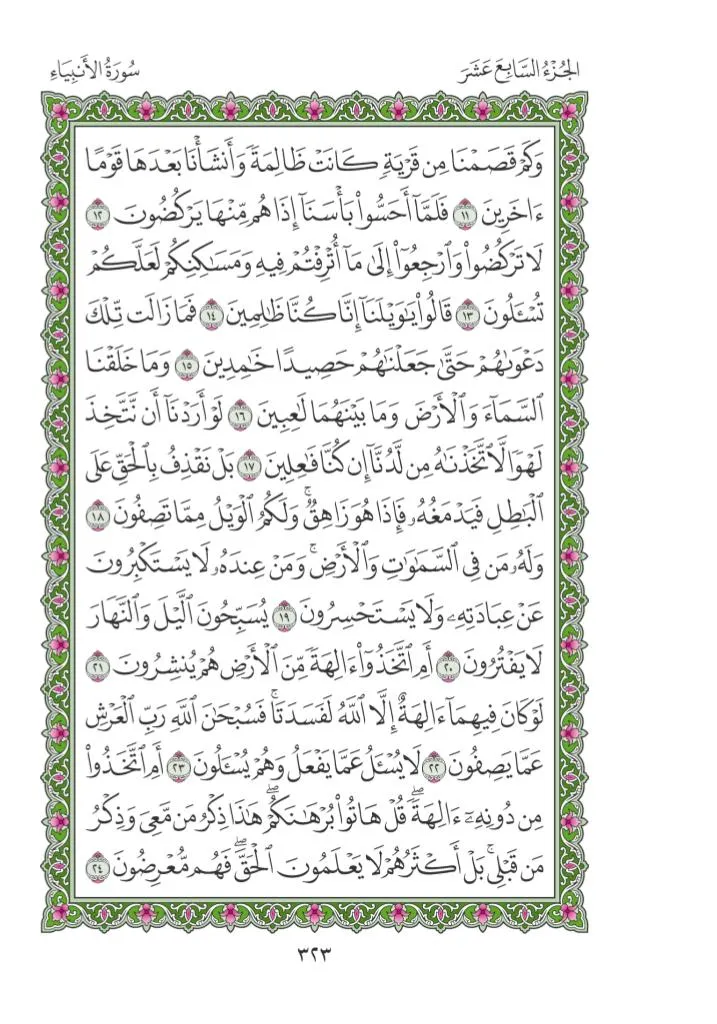 الجُزْءُ السَّابِعَ عَشَرَ
سُورَةُ الأَنبِيَاءِ
وَكَمْ قَصَمْنَا مِن قَرْيَةٍ كَانَتْ ظَالِمَةً وَأَنشَأْنَا بَعْدَهَا قَوْمًا
ءَاخَرِينَ ١١ فَلَمَّآ أَحَسُّوا۟ بَأْسَنَآ إِذَا هُم مِّنْهَا يَرْكُضُونَ ١٢
لَا تَرْكُضُوا۟ وَٱرْجِعُوٓا۟ إِلَىٰ مَآ أُتْرِفْتُمْ فِيهِ وَمَسَـٰكِنِكُمْ لَعَلَّكُمْ
تُسْـَٔلُونَ ١٣ قَالُوا۟ يَـٰوَيْلَنَآ إِنَّا كُنَّا ظَـٰلِمِينَ ١٤ فَمَا زَالَت تِّلْكَ
دَعْوَىٰهُمْ حَتَّىٰ جَعَلْنَـٰهُمْ حَصِيدًا خَـٰمِدِينَ ١٥ وَمَا خَلَقْنَا
ٱلسَّمَآءَ وَٱلْأَرْضَ وَمَا بَيْنَهُمَا لَـٰعِبِينَ ١٦ لَوْ أَرَدْنَآ أَن نَّتَّخِذَ
لَهْوًا لَّٱتَّخَذْنَـٰهُ مِن لَّدُنَّآ إِن كُنَّا فَـٰعِلِينَ ١٧ بَلْ نَقْذِفُ بِٱلْحَقِّ عَلَى
ٱلْبَـٰطِلِ فَيَدْمَغُهُۥ فَإِذَا هُوَ زَاهِقٌ ۚ وَلَكُمُ ٱلْوَيْلُ مِمَّا تَصِفُونَ ١٨
وَلَهُۥ مَن فِى ٱلسَّمَـٰوَٰتِ وَٱلْأَرْضِ ۚ وَمَنْ عِندَهُۥ لَا يَسْتَكْبِرُونَ
عَنْ عِبَادَتِهِۦ وَلَا يَسْتَحْسِرُونَ ١٩ يُسَبِّحُونَ ٱلَّيْلَ وَٱلنَّهَارَ
لَا يَفْتُرُونَ ٢٠ أَمِ ٱتَّخَذُوٓا۟ ءَالِهَةً مِّنَ ٱلْأَرْضِ هُمْ يُنشِرُونَ ٢١
لَوْ كَانَ فِيهِمَآ ءَالِهَةٌ إِلَّا ٱللَّهُ لَفَسَدَتَا ۚ فَسُبْحَـٰنَ ٱللَّهِ رَبِّ ٱلْعَرْشِ
عَمَّا يَصِفُونَ ٢٢ لَا يُسْـَٔلُ عَمَّا يَفْعَلُ وَهُمْ يُسْـَٔلُونَ ٢٣ أَمِ ٱتَّخَذُوا۟
مِن دُونِهِۦٓ ءَالِهَةً ۖ قُلْ هَاتُوا۟ بُرْهَـٰنَكُمْ ۖ هَـٰذَا ذِكْرُ مَن مَّعِىَ وَذِكْرُ
مَن قَبْلِى ۚ بَلْ أَكْثَرُهُمْ لَا يَعْلَمُونَ ٱلْحَقَّ ۖ فَهُم مُّعْرِضُونَ ٢٤
٣٢٣